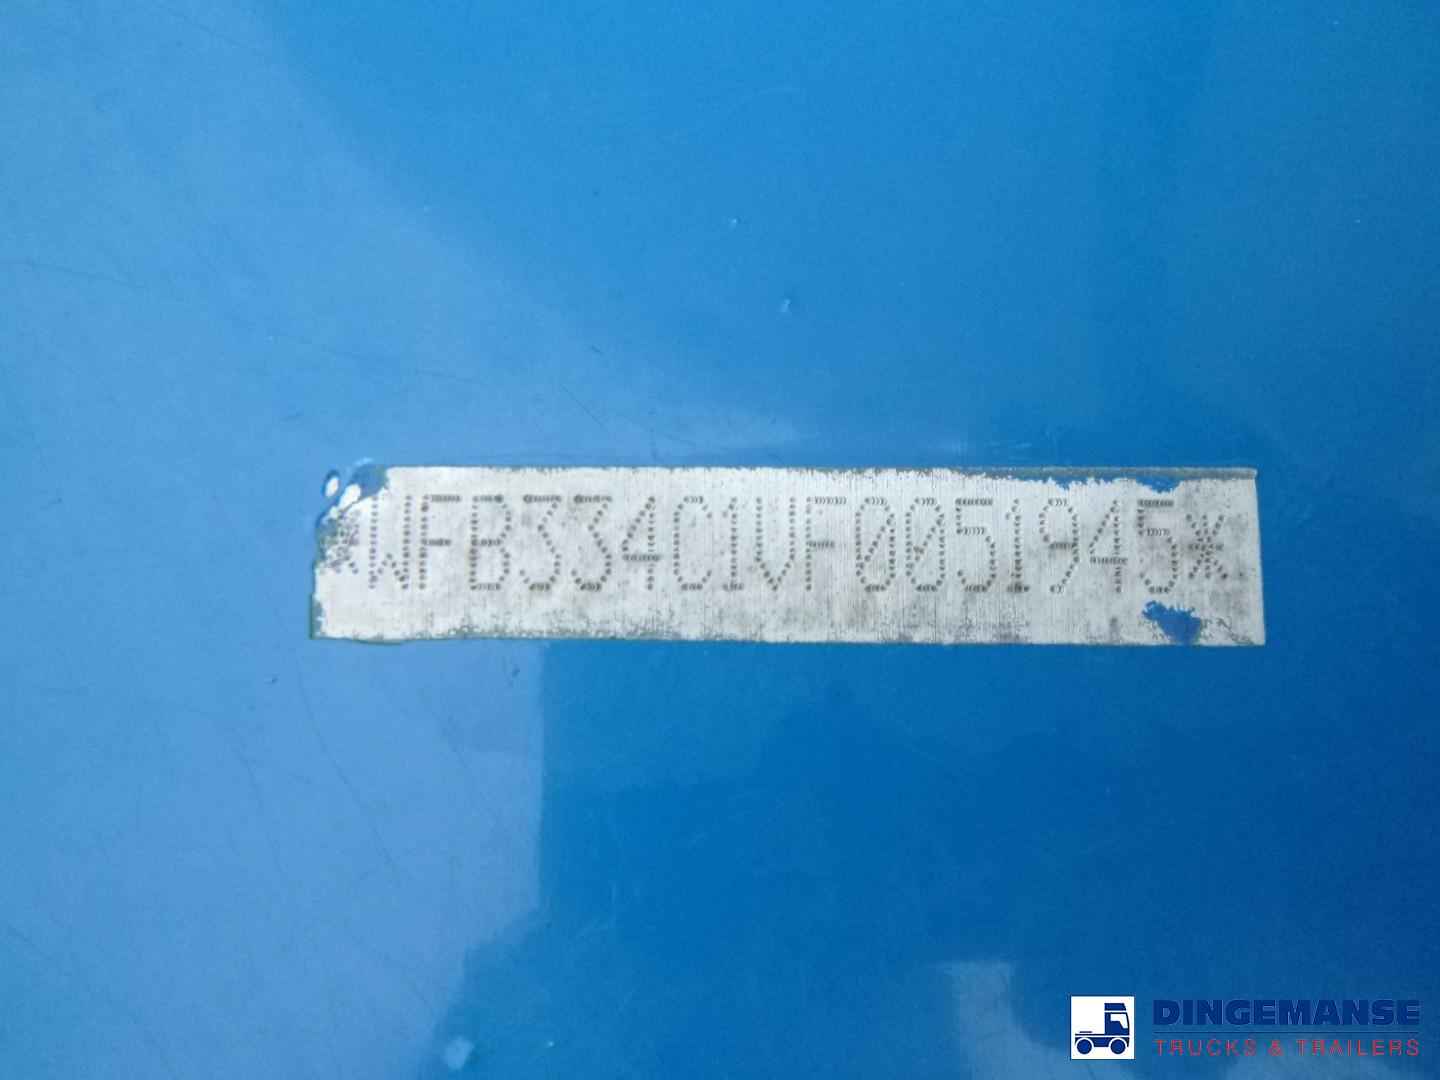 *WFB334C1VF0051945*
DINGEMANSE
TRUCKS & TRAILERS